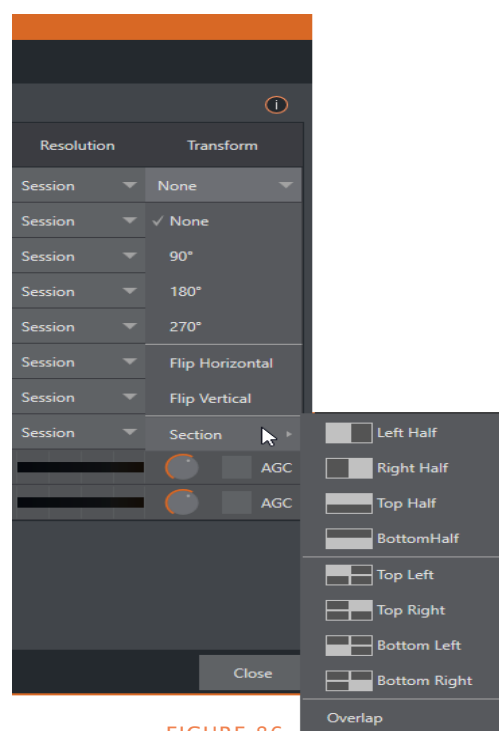 i
Resolution Transform
Session None
Session None
Session 90°
Session 180°
Session 270°
Session Flip Horizontal
Session Flip Vertical
Session Section
AGC
AGC
Close
Left Half
Right Half
Top Half
BottomHalf
Top Left
Top Right
Bottom Left
Bottom Right
Overlap
FIGURE 86